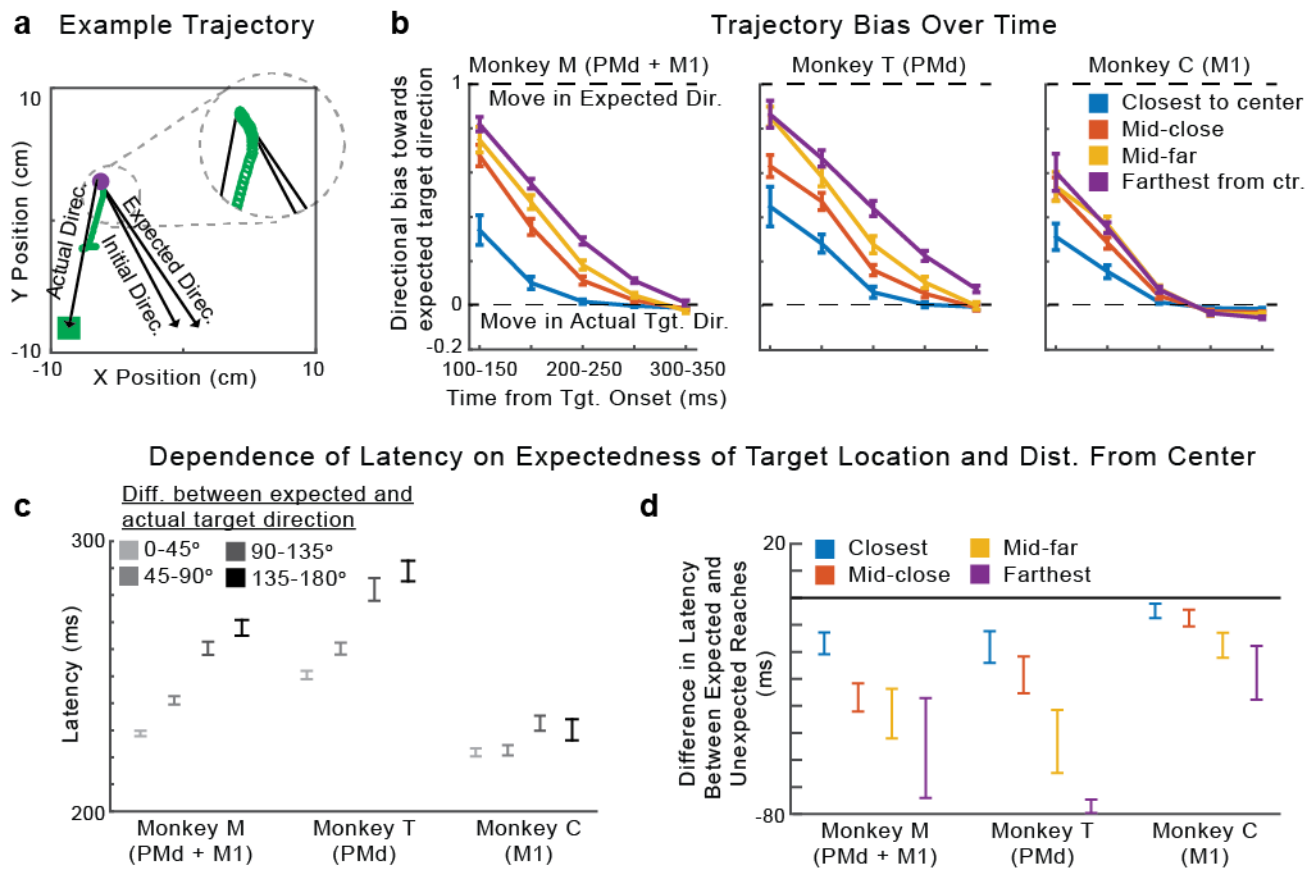 a Example Trajectory
10
Y Position (cm)
-10
-10
10
X Position (cm)
Actual Direc.
Initial Direc.
Expected Direc.
b Trajectory Bias Over Time
Monkey M (PMd + M1)
Monkey T (PMd)
Monkey C (M1)
Directional bias towards
expected target direction
1
0
-0.2
Move in Expected Dir.
Move in Actual Tgt. Dir.
100-150
200-250
300-350
Time from Tgt. Onset (ms)
Closest to center
Mid-close
Mid-far
Farthest from ctr.
Dependence of Latency on Expectedness of Target Location and Dist. From Center
c
Diff. between expected and
actual target direction
0-45º
90-135º
45-90º
135-180º
300
Latency (ms)
200
Monkey M
(PMd + M1)
Monkey T
(PMd)
Monkey C
(M1)
d
20
Closest
Mid-far
Mid-close
Farthest
Difference in Latency
Between Expected and
Unexpected Reaches
(ms)
-80
Monkey M
(PMd + M1)
Monkey T
(PMd)
Monkey C
(M1)